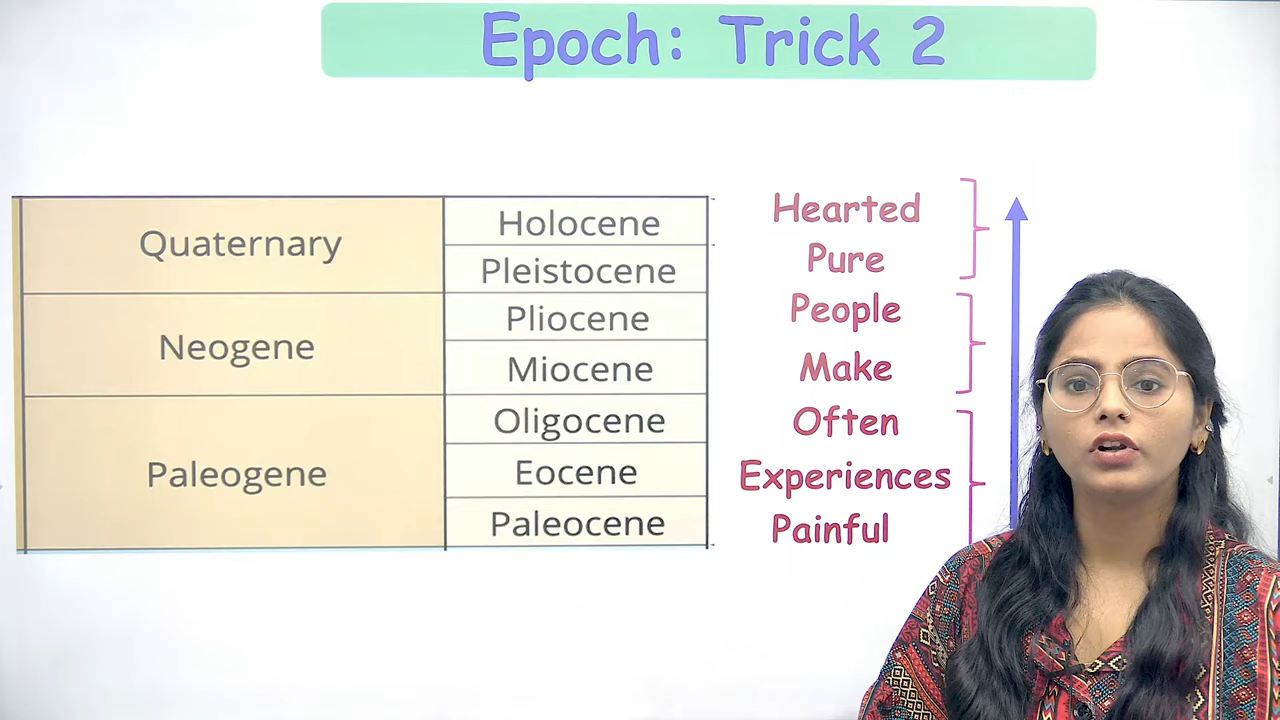 Epoch: Trick 2
Quaternary
Holocene
Pleistocene
Neogene
Pliocene
Miocene
Paleogene
Oligocene
Eocene
Paleocene
Hearted
Pure
People
Make
Often
Experiences
Painful